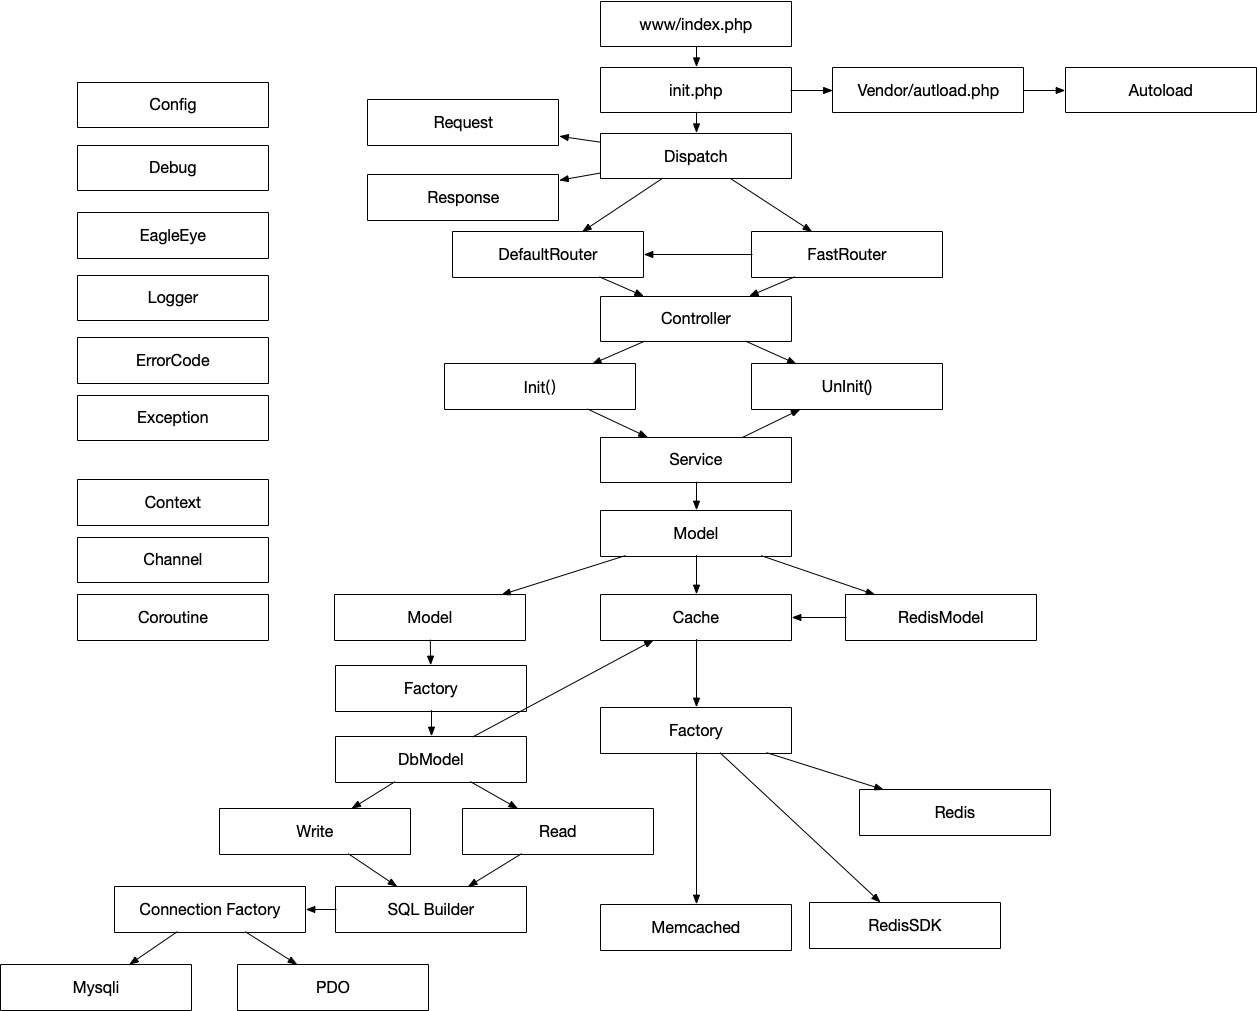 www/index.php
init.php
Vendor/autload.php
Autoload
Config
Request
Debug
Dispatch
Response
EagleEye
DefaultRouter
FastRouter
Logger
Controller
ErrorCode
Init()
UnInit()
Exception
Service
Context
Model
Channel
Coroutine
Model
Cache
RedisModel
Factory
Factory
DbModel
Redis
Write
Read
Connection Factory
SQL Builder
Memcached
RedisSDK
Mysqli
PDO